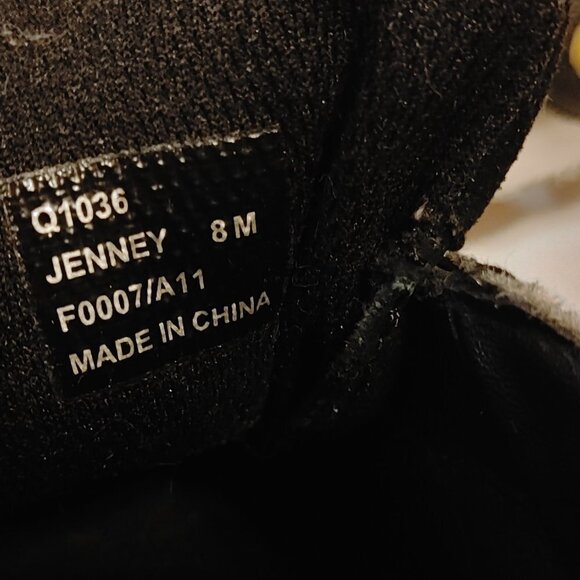 Q1036
JENNEY 8 M
F0007/A11
MADE IN CHINA